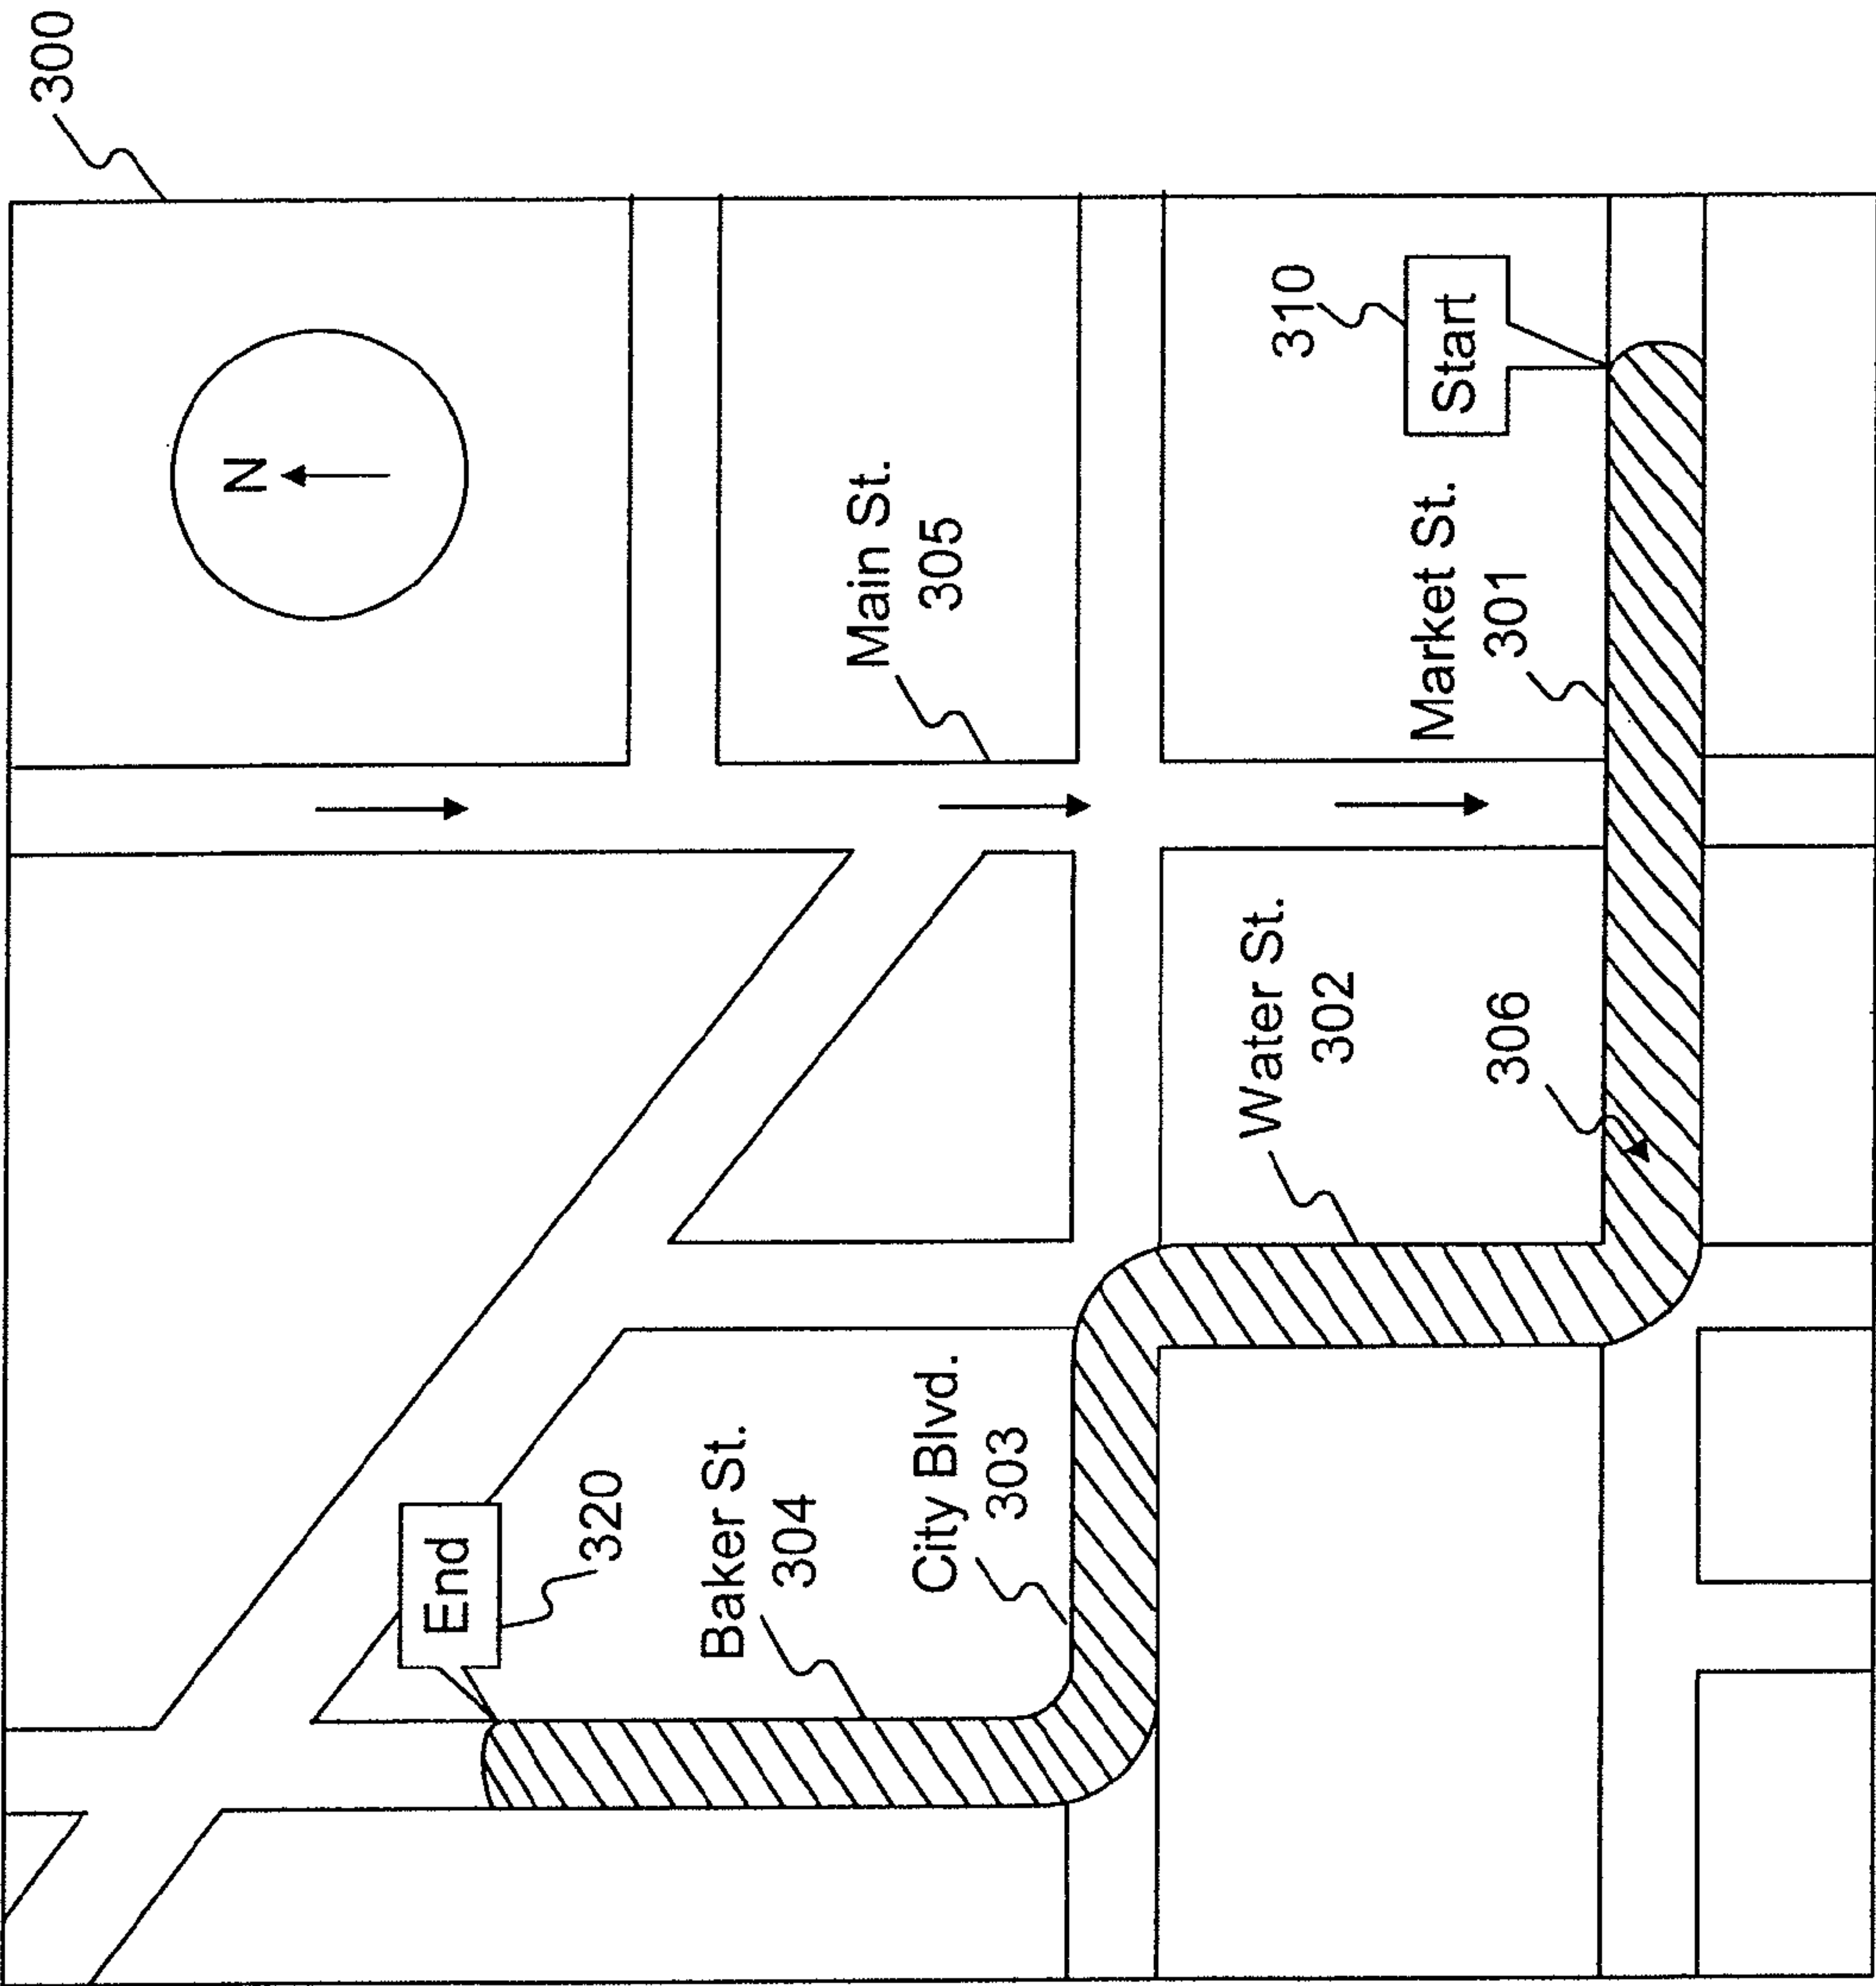 300
N
Main St.
305
310
Start
Market St.
301
Water St.
302
306
End
320
Baker St.
304
City Blvd.
303